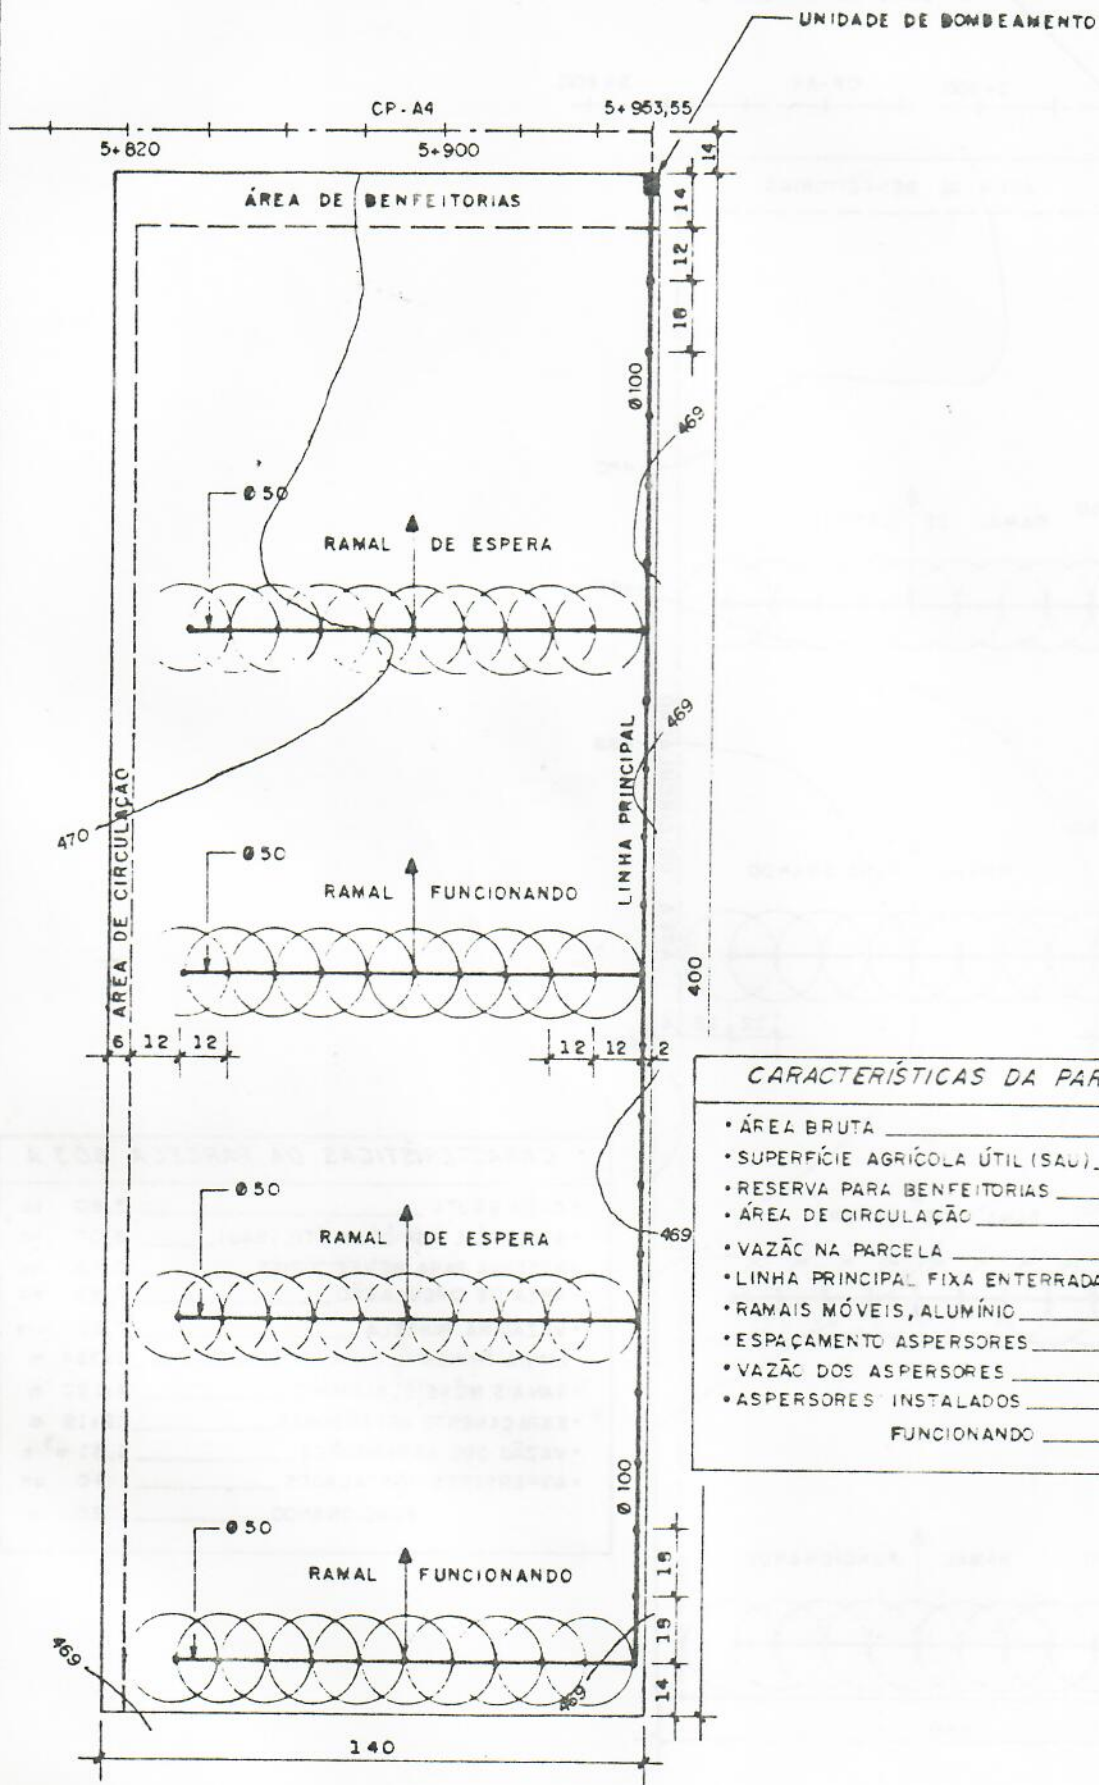 UNIDADE DE BOMBEAMENTO
CP-A4
5+953,55
5+820
5+900
14
ÁREA DE BENFEITORIAS
14
12
18
Ø100
469
Ø50
RAMAL DE ESPERA
469
LINHA PRINCIPAL
ÁREA DE CIRCULAÇÃO
470
Ø50
RAMAL FUNCIONANDO
400
6
12
12
12
12
2
CARACTERÍSTICAS DA PAR
• ÁREA BRUTA
• SUPERFÍCIE AGRÍCOLA ÚTIL (SAU)
• RESERVA PARA BENFEITORIAS
• ÁREA DE CIRCULAÇÃO
• VAZÃO NA PARCELA
• LINHA PRINCIPAL FIXA ENTERRADA
• RAMAIS MÓVEIS, ALUMÍNIO
• ESPAÇAMENTO ASPERSORES
• VAZÃO DOS ASPERSORES
• ASPERSORES INSTALADOS
FUNCIONANDO
Ø50
RAMAL DE ESPERA
469
Ø100
Ø50
18
RAMAL FUNCIONANDO
18
469
469
14
140